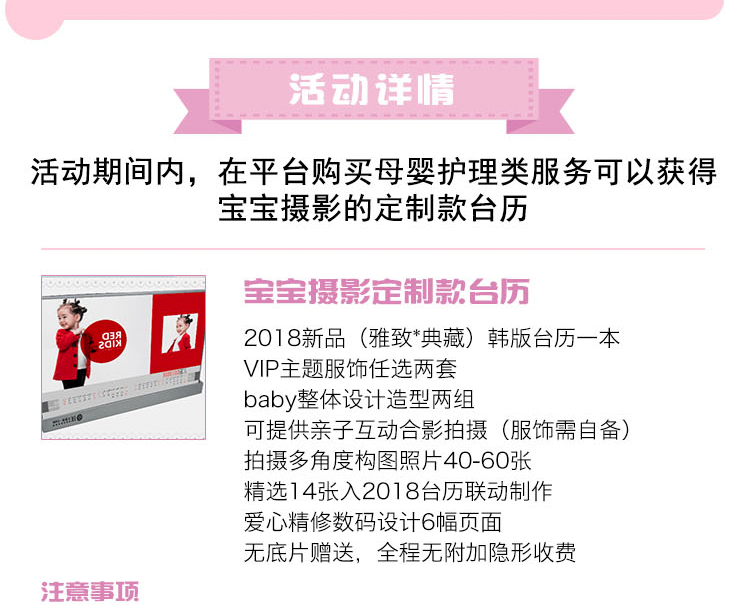 活动详情
活动期间内，在平台购买母婴护理类服务可以获得
宝宝摄影的定制款台历
宝宝摄影定制款台历
RED
KIDS
2018新品（雅致*典藏）韩版台历一本
VIP主题服饰任选两套
baby整体设计造型两组
可提供亲子互动合影拍摄（服饰需自备）
拍摄多角度构图照片40-60张
精选14张入2018台历联动制作
爱心精修数码设计6幅页面
无底片赠送，全程无附加隐形收费
注意事项